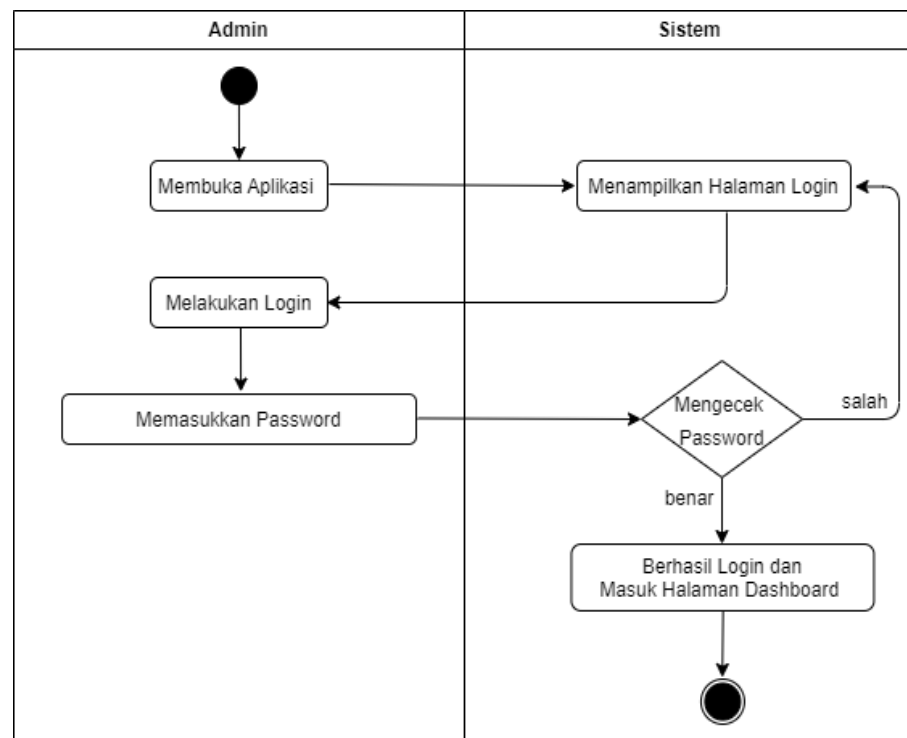 Admin
Sistem
Membuka Aplikasi
Menampilkan Halaman Login
Melakukan Login
Memasukkan Password
Mengecek
Password
salah
benar
Berhasil Login dan
Masuk Halaman Dashboard